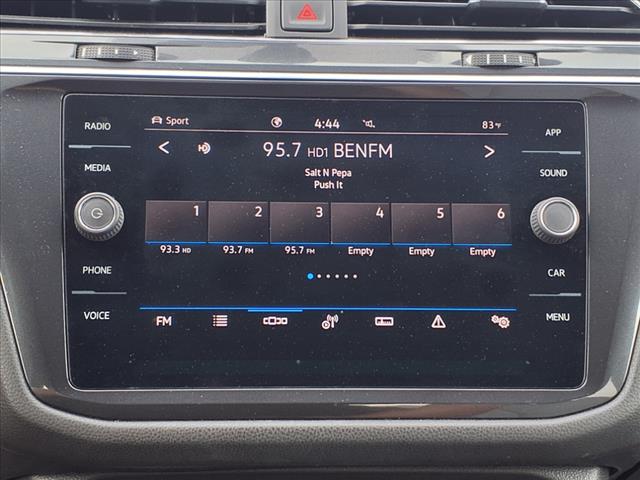 RADIO
MEDIA
PHONE
VOICE
Sport 4:44 83 °F
95.7 HD1 BENFM
Salt N Pepa
Push It
1 2 3 4 5 6
93.3 HD 93.7 FM 95.7 FM Empty Empty Empty
FM
APP
SOUND
CAR
MENU